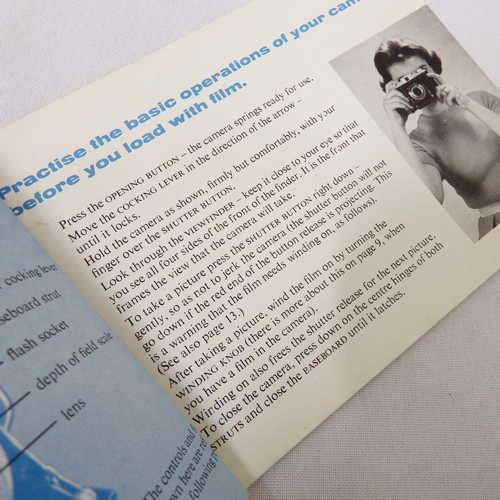 Practise the basic operations of your cam
before you load with film.
Press the OPENING BUTTON – the camera springs ready for use.
Move the COCKING LEVER in the direction of the arrow –
until it locks.
Hold the camera as shown, firmly but comfortably, with your
finger over the SHUTTER BUTTON.
Look through the VIEWFINDER – keep it close to your eye so that
you see all four sides of the front of the finder. It is the front that
frames the view that the camera will take.
To take a picture press the SHUTTER BUTTON right down –
gently, so as not to jerk the camera (the shutter button will not
go down if the red end of the button release is projecting. This
is a warning that the film needs winding on, as follows).
(See also page 13.)
After taking a picture, wind the film on by turning the
WINDING KNOB (there is more about this on page 9, when
you have a film in the camera).
Winding on also frees the shutter release for the next picture.
To close the camera, press down on the centre hinges of both
STRUTS and close the BASEBOARD until it latches.
cocking lever
seboard strut
flash socket
depth of field scale
lens
The controls and
own here are re
following